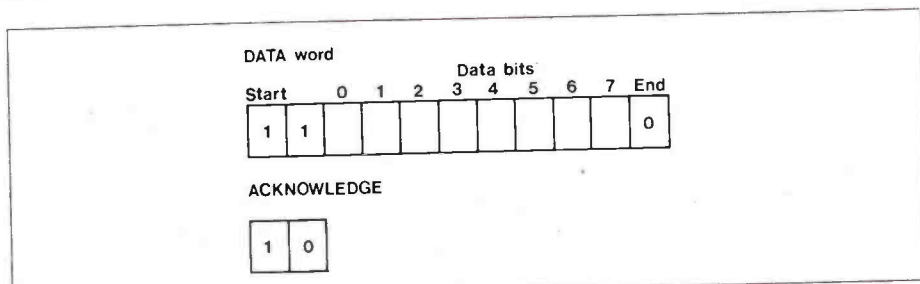 DATA word
Data bits
Start 0 1 2 3 4 5 6 7 End
1 1 0
ACKNOWLEDGE
1 0